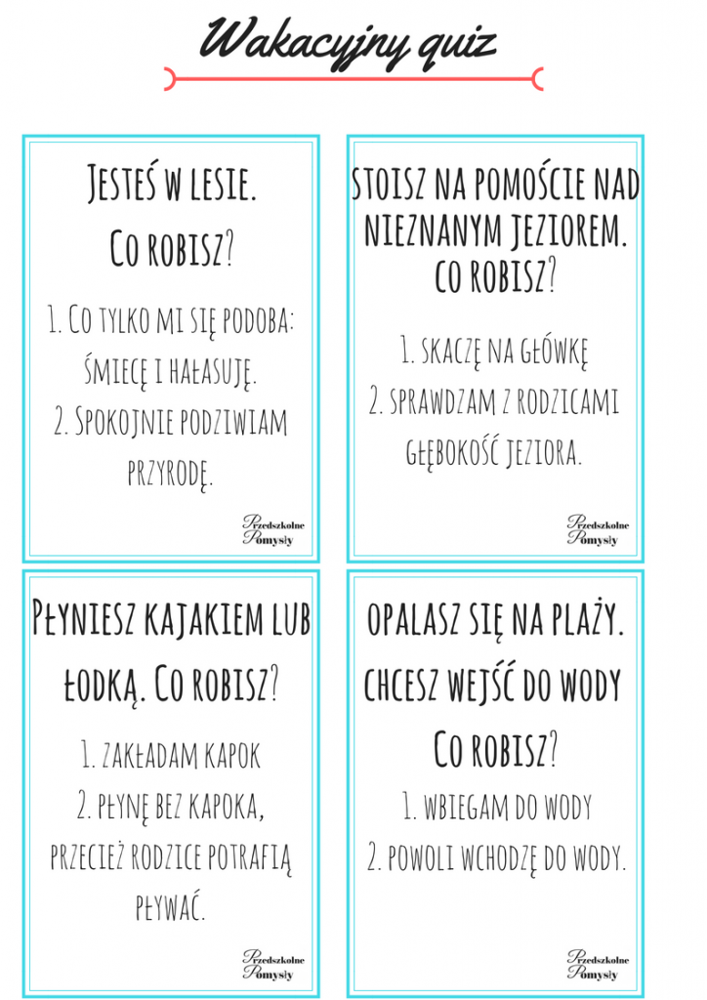 Wakacyjny quiz
Jesteś w lesie.
Co robisz?
1. Co tylko mi się podoba:
śmiecę i hałasuję.
2. Spokojnie podziwiam
przyrodę.
Przedszkolne
Pomysły
stoisz na pomoście nad
nieznanym jeziorem.
co robisz?
1. skaczę na główkę
2. sprawdzam z rodzicami
głębokość jeziora.
Przedszkolne
Pomysły
Płyniesz kajakiem lub
łodką. Co robisz?
1. zakładam kapok
2. płynę bez kapoka,
przecież rodzice potrafią
pływać.
Przedszkolne
Pomysły
opalasz się na plaży.
chcesz wejść do wody
Co robisz?
1. wbiegam do wody
2. powoli wchodzę do wody.
Przedszkolne
Pomysły